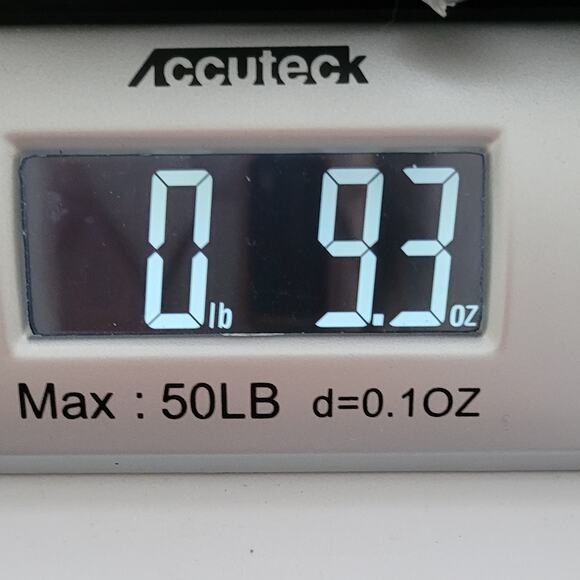 Accuteck
0 lb 9.3 oz
Max : 50LB d=0.1OZ